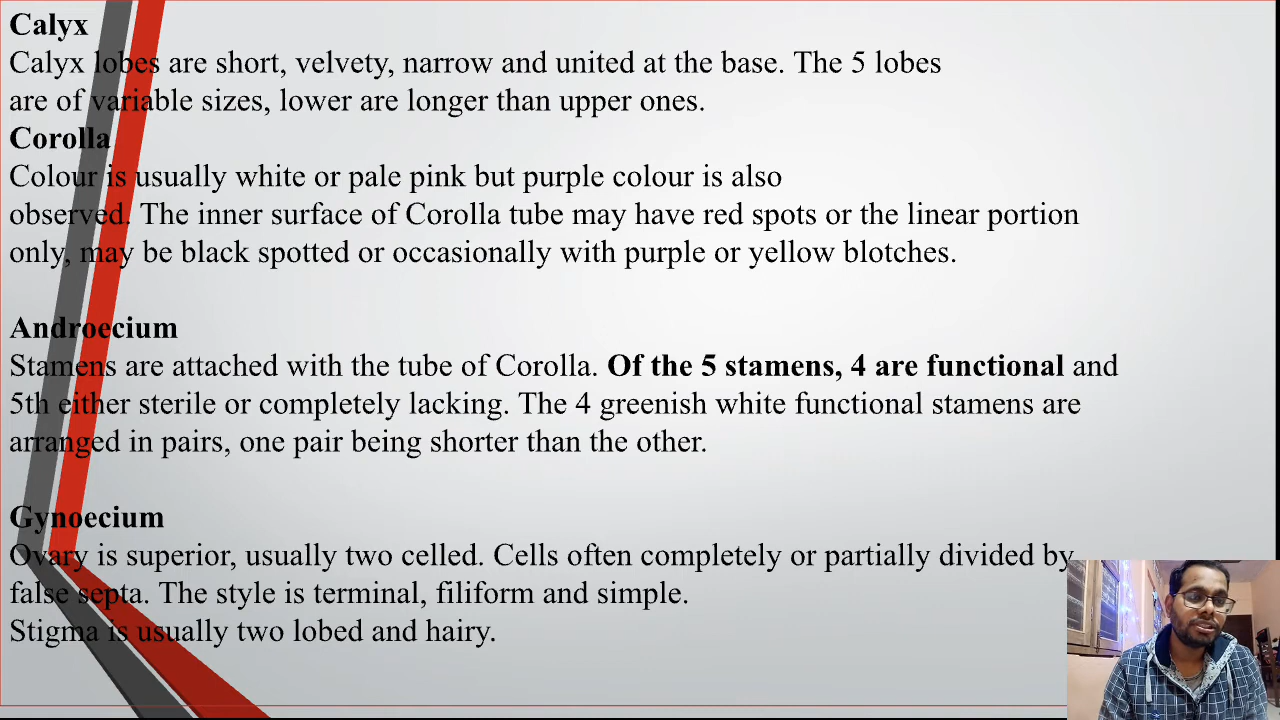 Calyx
Calyx lobes are short, velvety, narrow and united at the base. The 5 lobes
are of variable sizes, lower are longer than upper ones.
Corolla
Colour is usually white or pale pink but purple colour is also
observed. The inner surface of Corolla tube may have red spots or the linear portion
only, may be black spotted or occasionally with purple or yellow blotches.
Androecium
Stamens are attached with the tube of Corolla. Of the 5 stamens, 4 are functional and
5th either sterile or completely lacking. The 4 greenish white functional stamens are
arranged in pairs, one pair being shorter than the other.
Gynoecium
Ovary is superior, usually two celled. Cells often completely or partially divided by
false septa. The style is terminal, filiform and simple.
Stigma is usually two lobed and hairy.